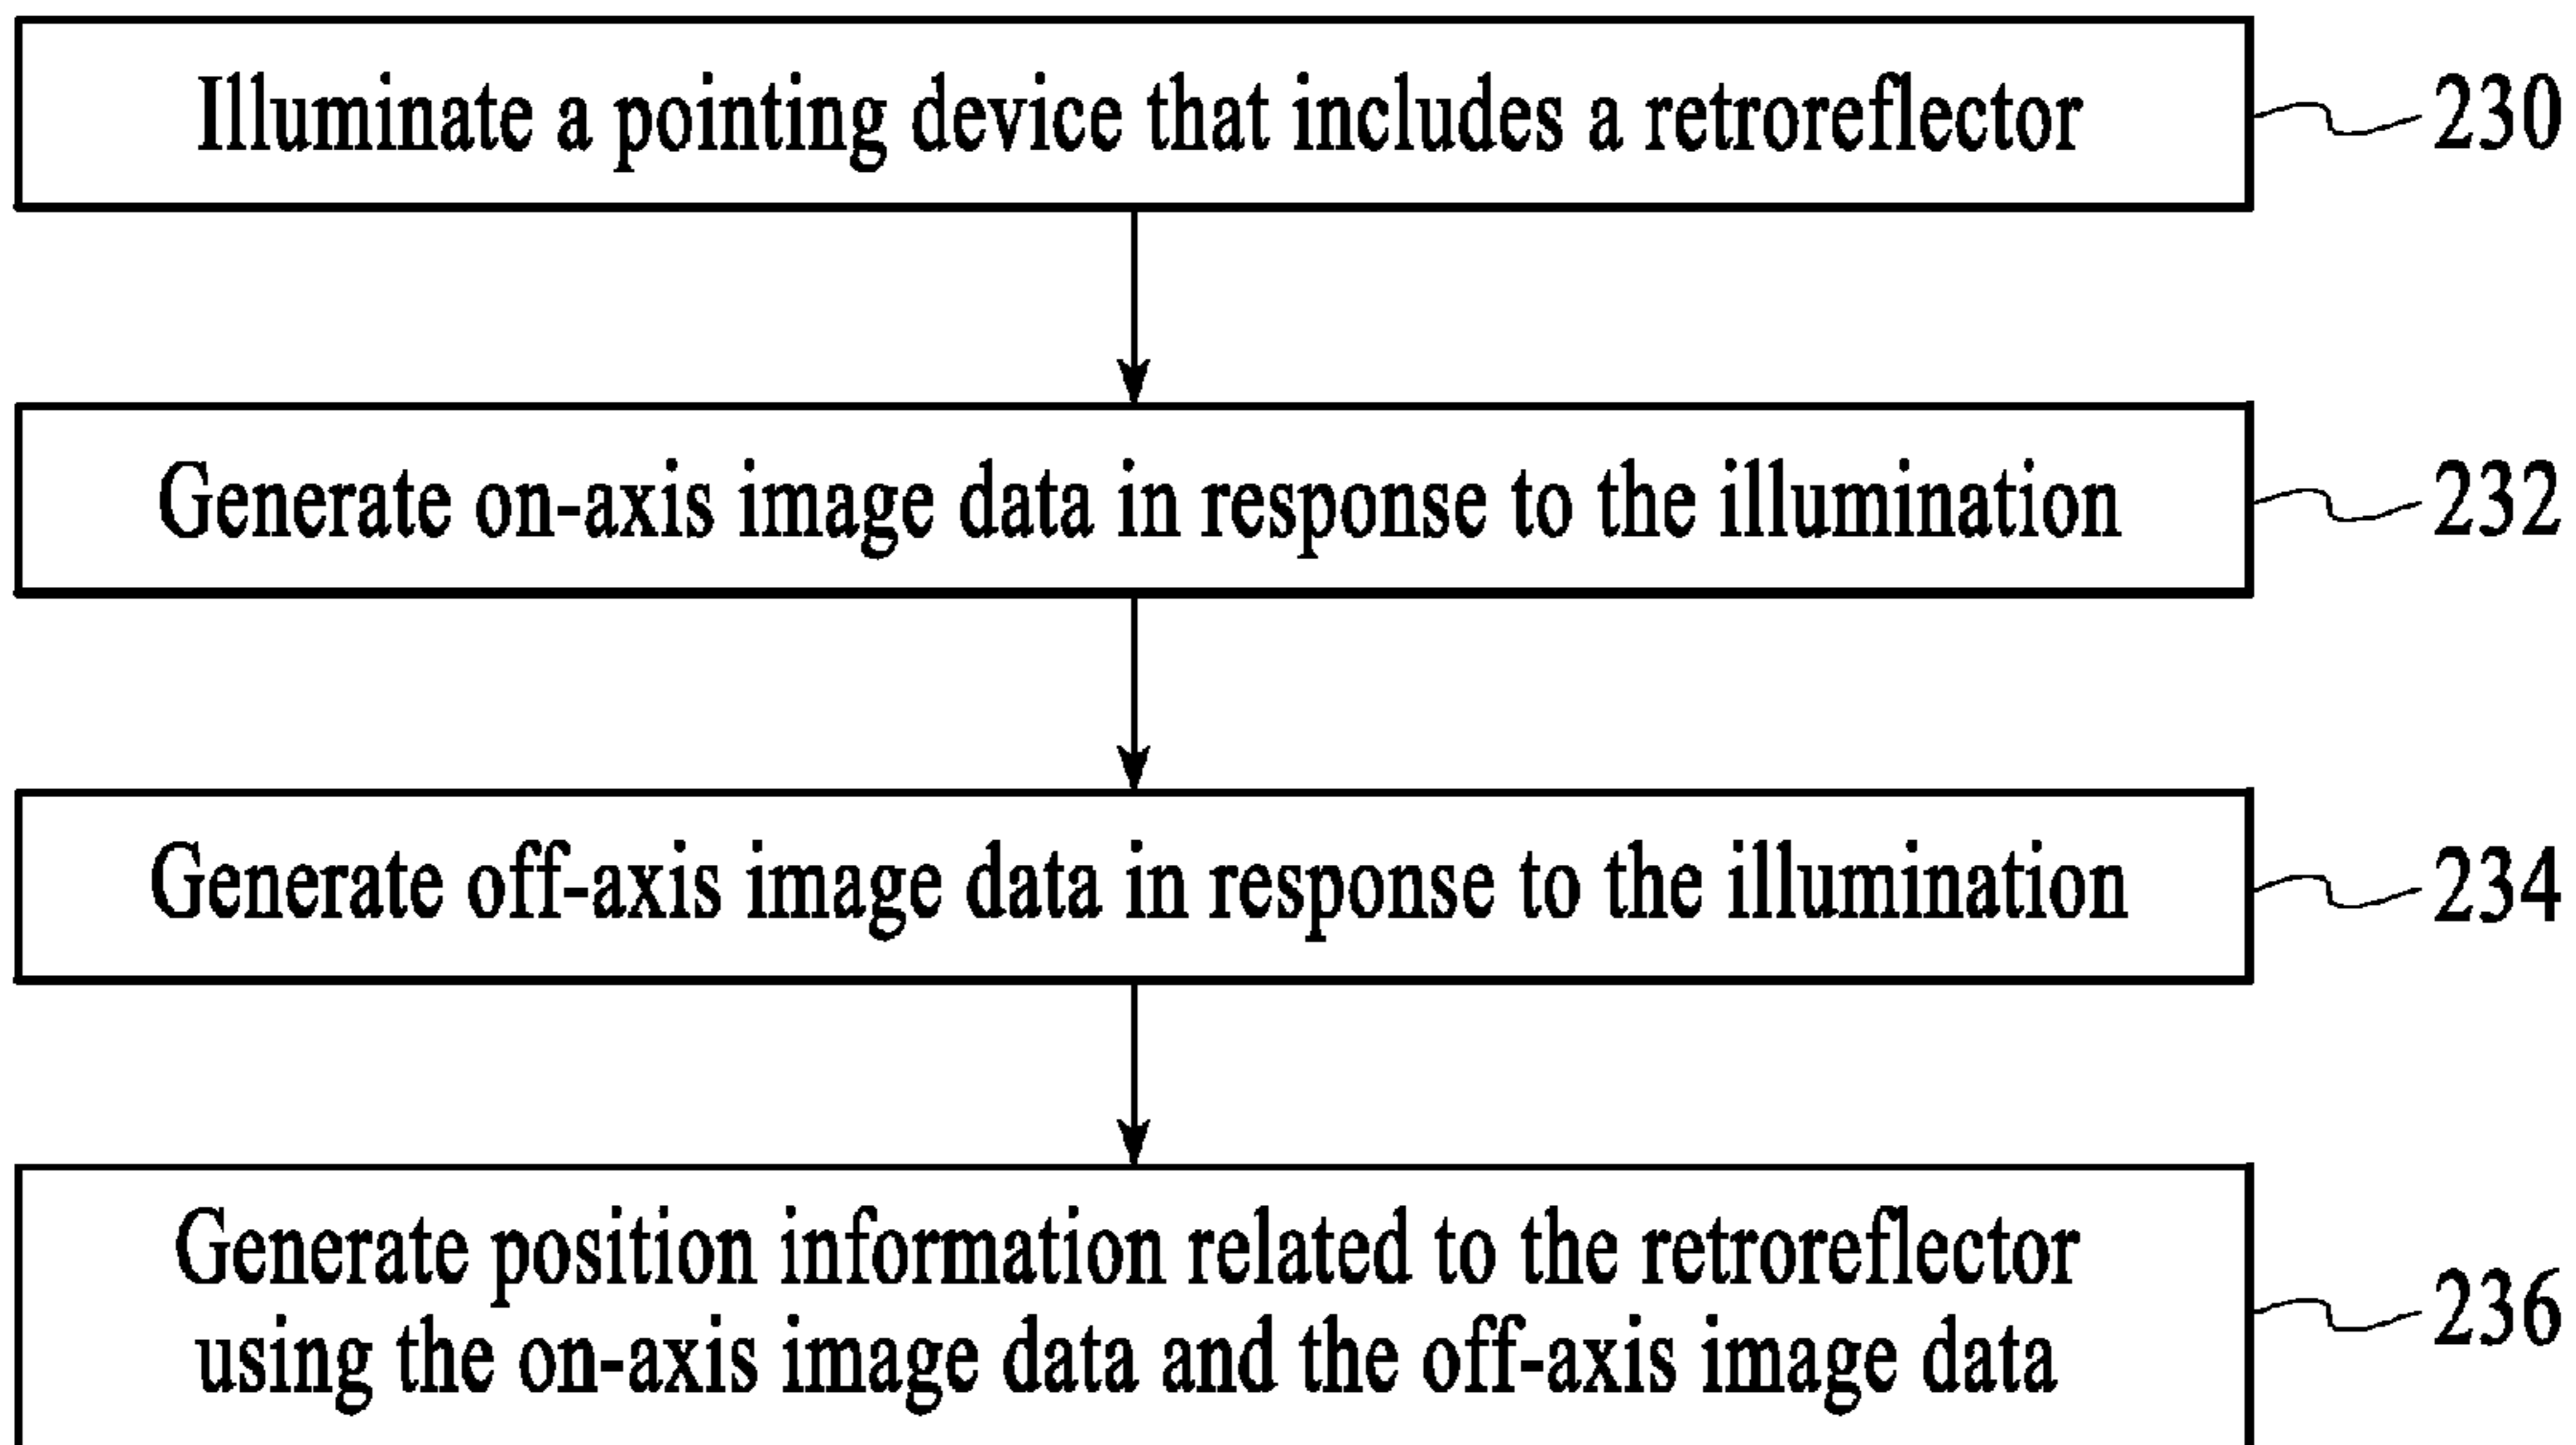 Illuminate a pointing device that includes a retroreflector
230
Generate on-axis image data in response to the illumination
232
Generate off-axis image data in response to the illumination
234
Generate position information related to the retroreflector
using the on-axis image data and the off-axis image data
236